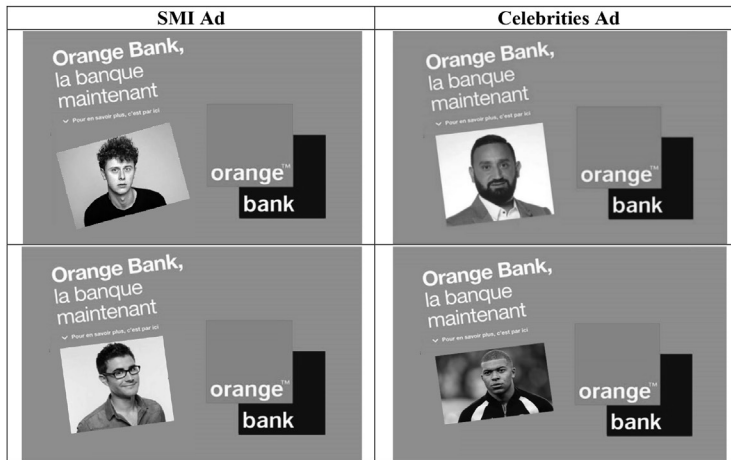 SMI Ad
Celebrities Ad
Orange Bank,
la banque
maintenant
Pour en savoir plus, c'est par ici
orange™
bank
Orange Bank,
la banque
maintenant
Pour en savoir plus, c'est par ici
orange™
bank
Orange Bank,
la banque
maintenant
Pour en savoir plus, c'est par ici
orange™
bank
Orange Bank,
la banque
maintenant
Pour en savoir plus, c'est par ici
orange™
bank